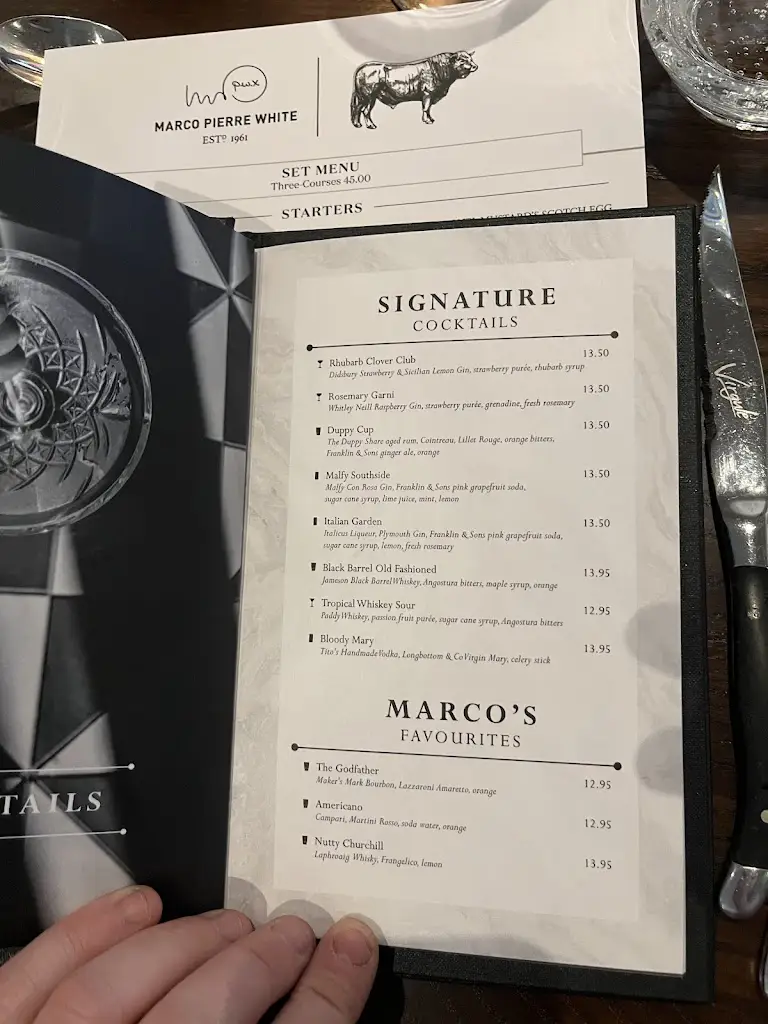 mpw
MARCO PIERRE WHITE
ESTD 1961
SET MENU
Three-Courses 45.00
STARTERS
MUSTARD'S SCOTCH EGG
TAILS
SIGNATURE
COCKTAILS
Rhubarb Clover Club 13.50
Didsbury Strawberry & Sicilian Lemon Gin, strawberry purée, rhubarb syrup
Rosemary Garni 13.50
Whitley Neill Raspberry Gin, strawberry purée, grenadine, fresh rosemary
Duppy Cup 13.50
The Duppy Share aged rum, Cointreau, Lillet Rouge, orange bitters,
Franklin & Sons ginger ale, orange
Malfy Southside 13.50
Malfy Con Rosa Gin, Franklin & Sons pink grapefruit soda,
sugar cane syrup, lime juice, mint, lemon
Italian Garden 13.50
Italicus Liqueur, Plymouth Gin, Franklin & Sons pink grapefruit soda,
sugar cane syrup, lemon, fresh rosemary
Black Barrel Old Fashioned 13.95
Jameson Black Barrel Whiskey, Angostura bitters, maple syrup, orange
Tropical Whiskey Sour 12.95
Paddy Whiskey, passion fruit purée, sugar cane syrup, Angostura bitters
Bloody Mary 13.95
Tito's Handmade Vodka, Longbottom & Co Virgin Mary, celery stick
MARCO'S
FAVOURITES
The Godfather 12.95
Maker's Mark Bourbon, Lazzaroni Amaretto, orange
Americano 12.95
Campari, Martini Rosso, soda water, orange
Nutty Churchill 13.95
Laphroaig Whisky, Frangelico, lemon
Virgule